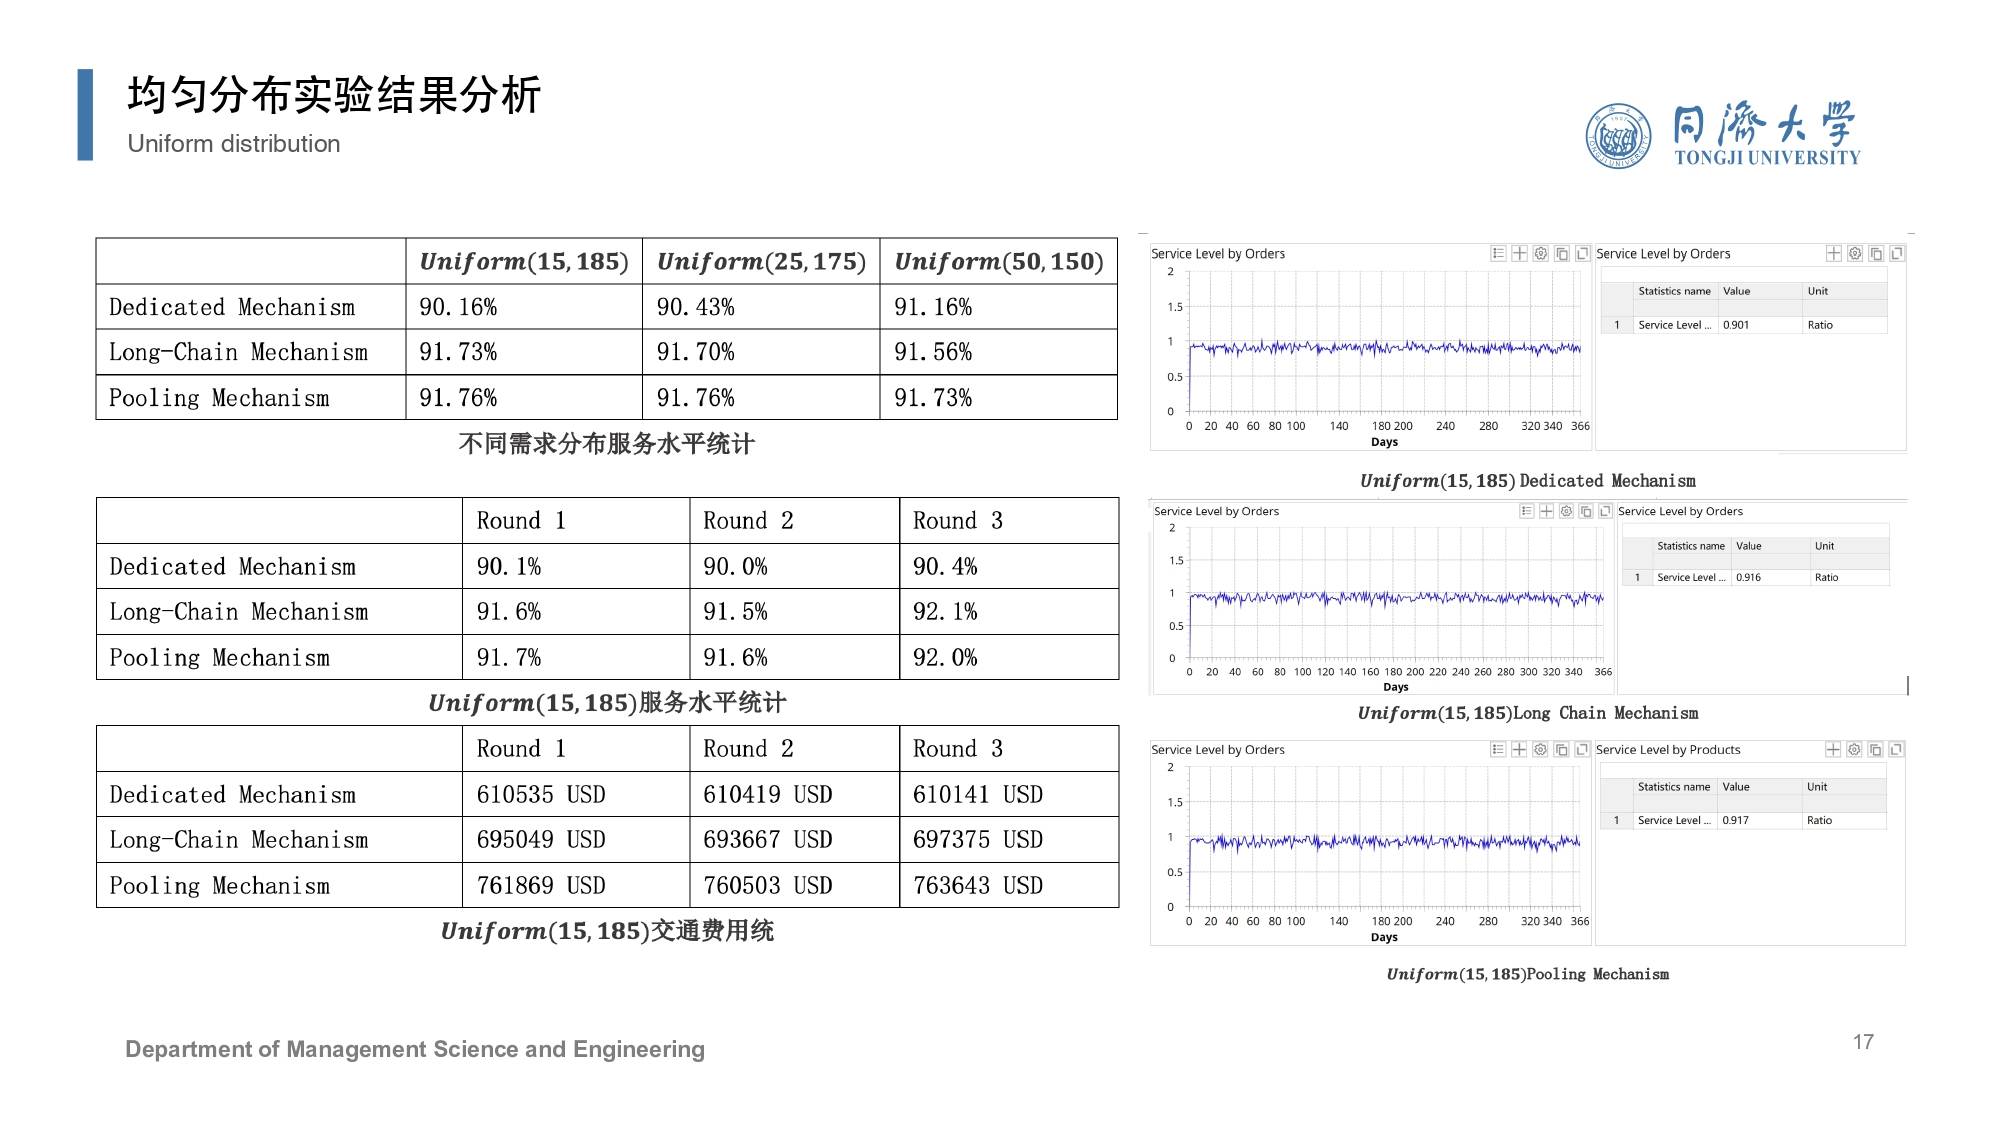 均匀分布实验结果分析
Uniform distribution
同濟大学
TONGJI UNIVERSITY
Uniform(15,185) Uniform(25,175) Uniform(50,150)
Dedicated Mechanism 90.16% 90.43% 91.16%
Long-Chain Mechanism 91.73% 91.70% 91.56%
Pooling Mechanism 91.76% 91.76% 91.73%
不同需求分布服务水平统计
Round 1 Round 2 Round 3
Dedicated Mechanism 90.1% 90.0% 90.4%
Long-Chain Mechanism 91.6% 91.5% 92.1%
Pooling Mechanism 91.7% 91.6% 92.0%
Uniform(15,185)服务水平统计
Round 1 Round 2 Round 3
Dedicated Mechanism 610535 USD 610419 USD 610141 USD
Long-Chain Mechanism 695049 USD 693667 USD 697375 USD
Pooling Mechanism 761869 USD 760503 USD 763643 USD
Uniform(15,185)交通费用统
Service Level by Orders
2
1.5
1
0.5
0
0 20 40 60 80 100 140 180 200 240 280 320 340 366
Days
Service Level by Orders
Statistics name Value Unit
1 Service Level ... 0.901 Ratio
Uniform(15,185) Dedicated Mechanism
Service Level by Orders
2
1.5
1
0.5
0
0 20 40 60 80 100 120 140 160 180 200 220 240 260 280 300 320 340 366
Days
Service Level by Orders
Statistics name Value Unit
1 Service Level ... 0.916 Ratio
Uniform(15,185)Long Chain Mechanism
Service Level by Orders
2
1.5
1
0.5
0
0 20 40 60 80 100 140 180 200 240 280 320 340 366
Days
Service Level by Products
Statistics name Value Unit
1 Service Level ... 0.917 Ratio
Uniform(15,185)Pooling Mechanism
Department of Management Science and Engineering
17